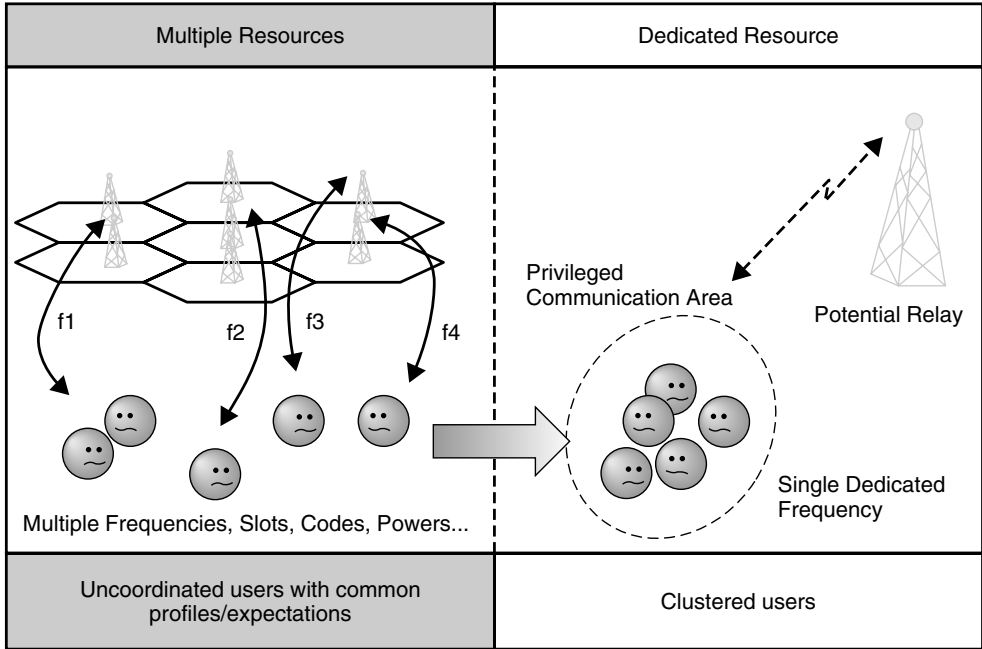 Multiple Resources
Dedicated Resource
f1
f2
f3
f4
Multiple Frequencies, Slots, Codes, Powers...
Privileged
Communication Area
Potential Relay
Single Dedicated
Frequency
Uncoordinated users with common
profiles/expectations
Clustered users